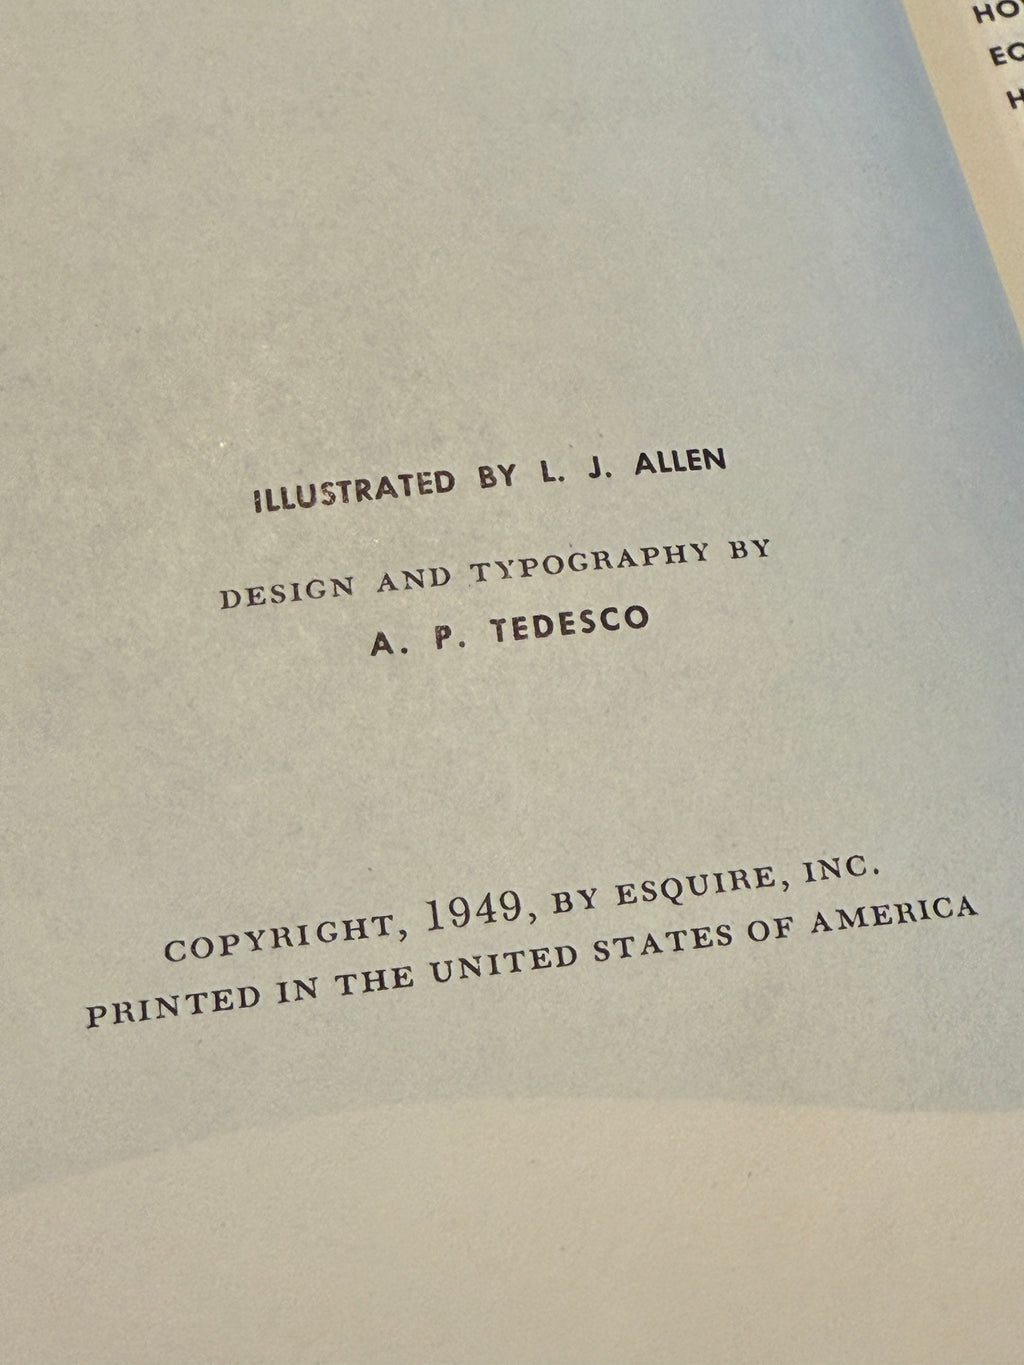 ILLUSTRATED BY L. J. ALLEN
DESIGN AND TYPOGRAPHY BY
A. P. TEDESCO
COPYRIGHT, 1949, BY ESQUIRE, INC.
PRINTED IN THE UNITED STATES OF AMERICA